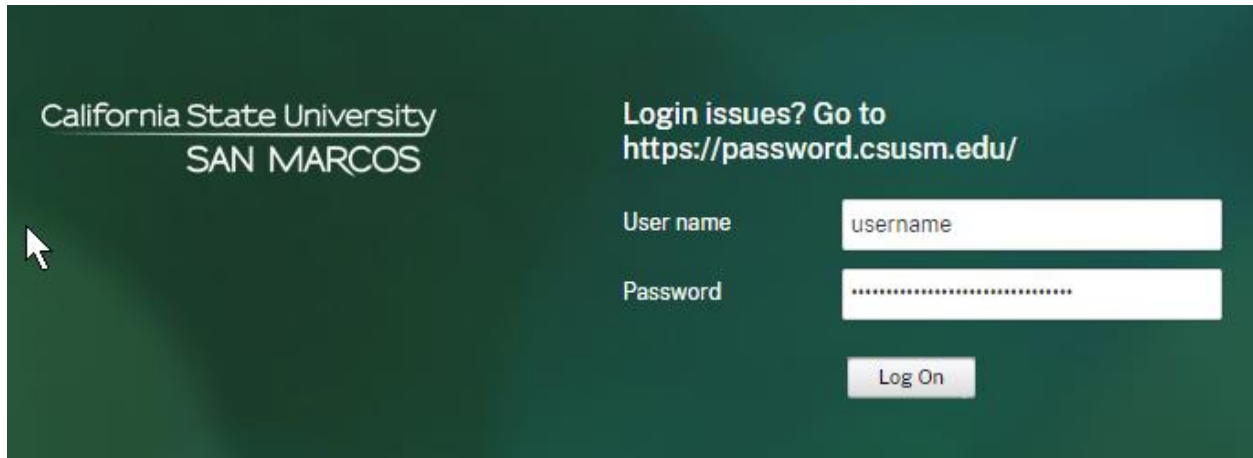 California State University
SAN MARCOS
Login issues? Go to
https://password.csusm.edu/
User name
username
Password
••••••••••••••••••••••••••••••••
Log On